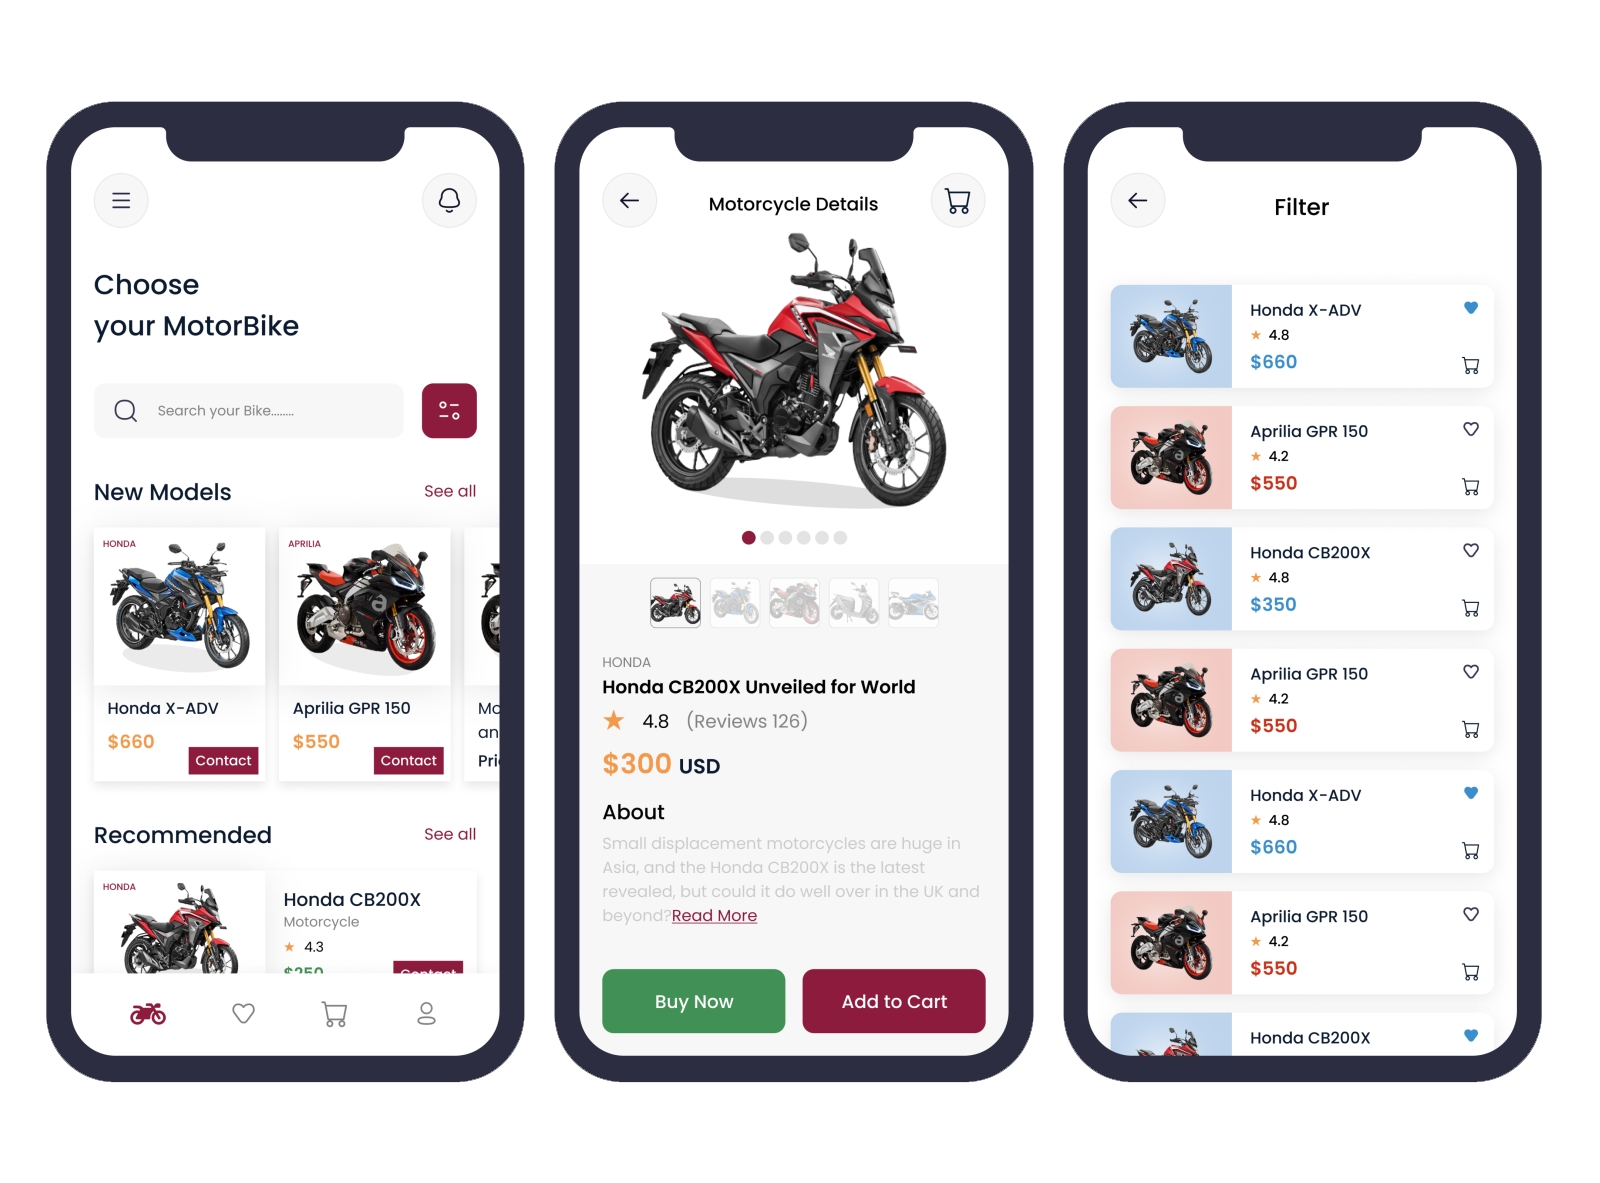 Choose
your MotorBike
Search your Bike........
New Models
See all
HONDA
Honda X-ADV
$660
Contact
APRILIA
Aprilia GPR 150
$550
Contact
Recommended
See all
HONDA
Honda CB200X
Motorcycle
4.3
$250
Contact
Motorcycle Details
HONDA
Honda CB200X Unveiled for World
4.8 (Reviews 126)
$300 USD
About
Small displacement motorcycles are huge in
Asia, and the Honda CB200X is the latest
revealed, but could it do well over in the UK and
beyond?Read More
Buy Now
Add to Cart
Filter
Honda X-ADV
4.8
$660
Aprilia GPR 150
4.2
$550
Honda CB200X
4.8
$350
Aprilia GPR 150
4.2
$550
Honda X-ADV
4.8
$660
Aprilia GPR 150
4.2
$550
Honda CB200X